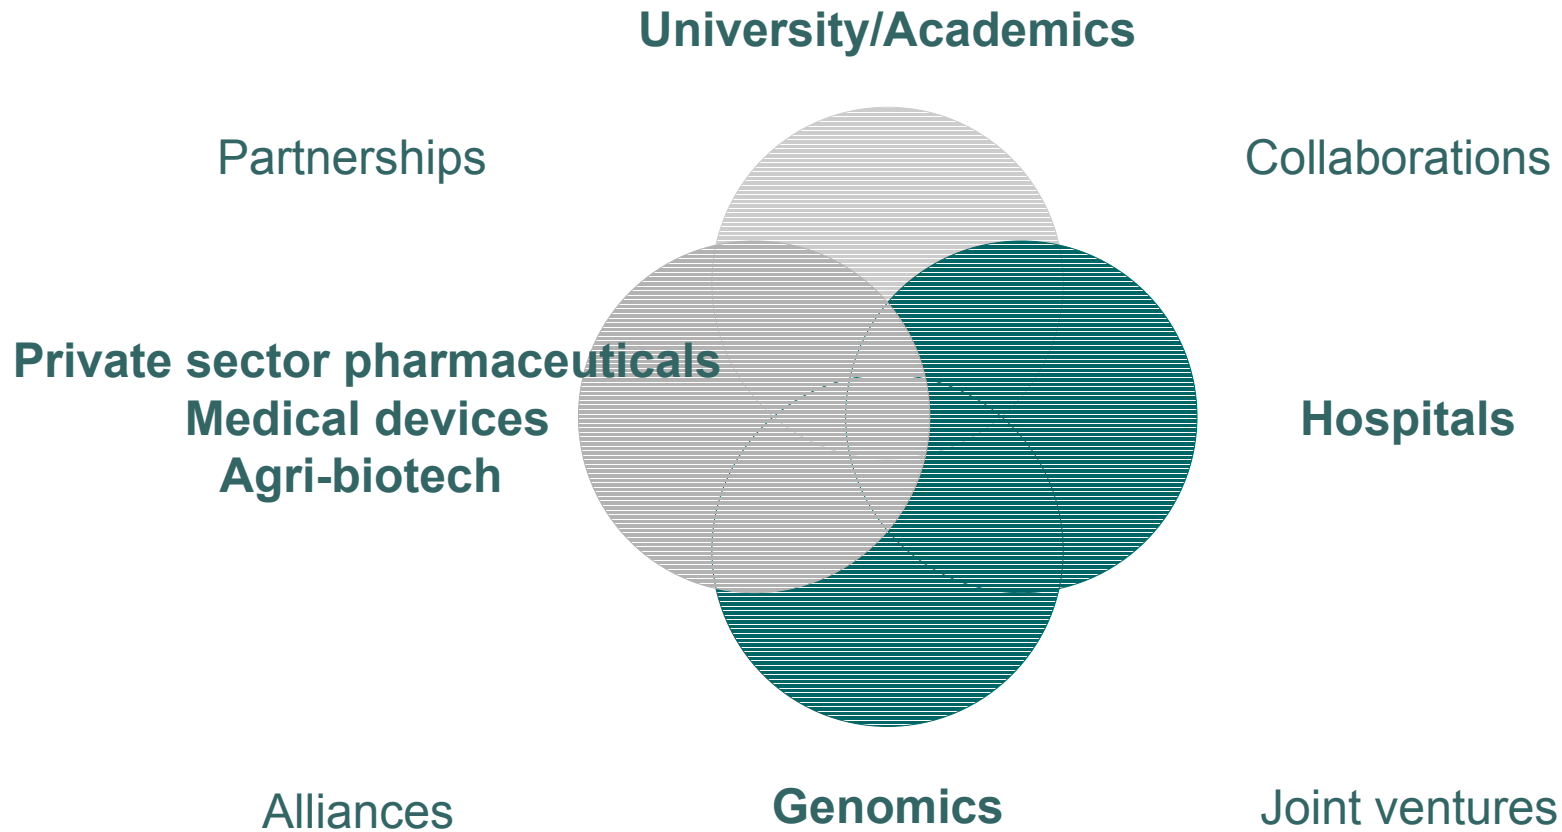 University/Academics
Partnerships
Collaborations
Private sector pharmaceuticals
Medical devices
Agri-biotech
Hospitals
Alliances
Genomics
Joint ventures